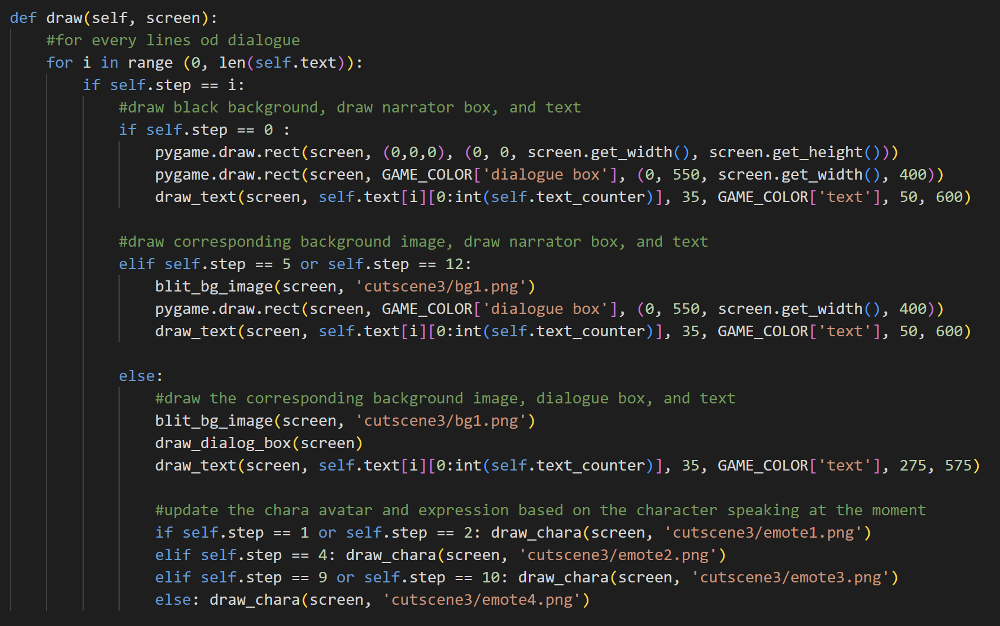 def draw(self, screen):
    #for every lines od dialogue
    for i in range (0, len(self.text)):
        if self.step == i:
            #draw black background, draw narrator box, and text
            if self.step == 0 :
                pygame.draw.rect(screen, (0,0,0), (0, 0, screen.get_width(), screen.get_height()))
                pygame.draw.rect(screen, GAME_COLOR['dialogue box'], (0, 550, screen.get_width(), 400))
                draw_text(screen, self.text[i][0:int(self.text_counter)], 35, GAME_COLOR['text'], 50, 600)

            #draw corresponding background image, draw narrator box, and text
            elif self.step == 5 or self.step == 12:
                blit_bg_image(screen, 'cutscene3/bg1.png')
                pygame.draw.rect(screen, GAME_COLOR['dialogue box'], (0, 550, screen.get_width(), 400))
                draw_text(screen, self.text[i][0:int(self.text_counter)], 35, GAME_COLOR['text'], 50, 600)

            else:
                #draw the corresponding background image, dialogue box, and text
                blit_bg_image(screen, 'cutscene3/bg1.png')
                draw_dialog_box(screen)
                draw_text(screen, self.text[i][0:int(self.text_counter)], 35, GAME_COLOR['text'], 275, 575)

                #update the chara avatar and expression based on the character speaking at the moment
                if self.step == 1 or self.step == 2: draw_chara(screen, 'cutscene3/emote1.png')
                elif self.step == 4: draw_chara(screen, 'cutscene3/emote2.png')
                elif self.step == 9 or self.step == 10: draw_chara(screen, 'cutscene3/emote3.png')
                else: draw_chara(screen, 'cutscene3/emote4.png')